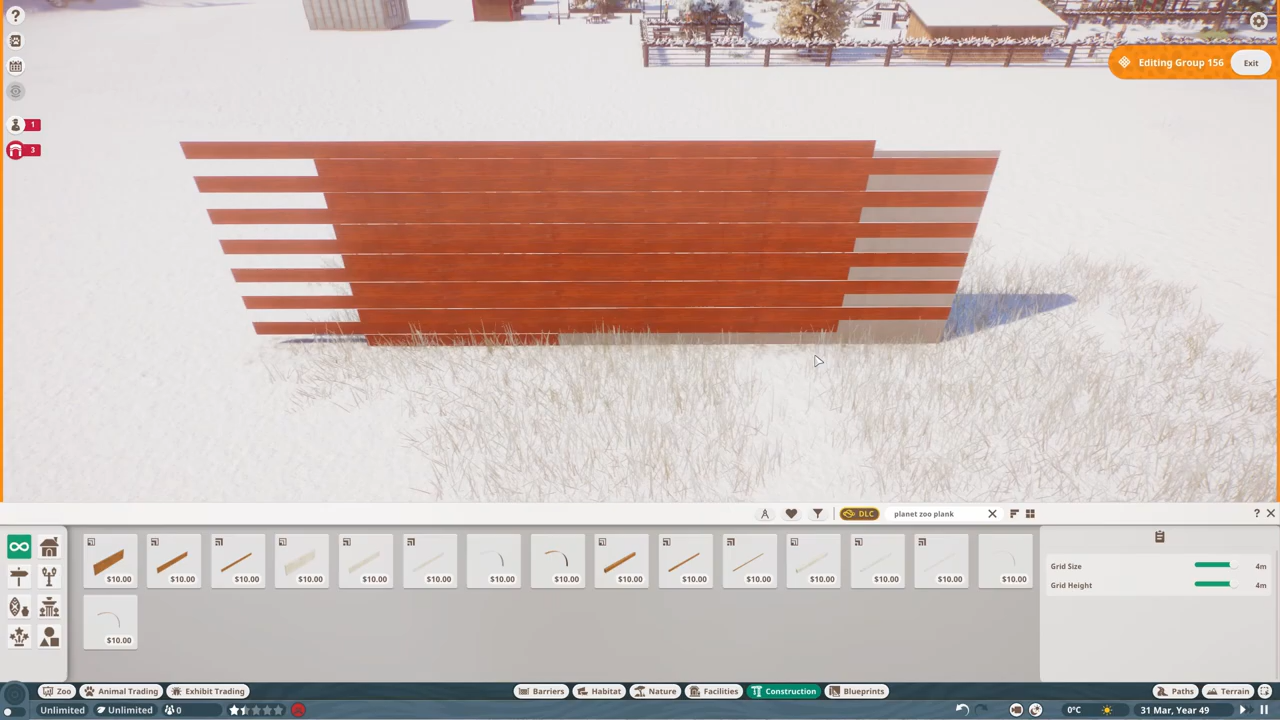 ?
Editing Group 156 Exit
1
3
DLC planet zoo plank ?
$10.00 $10.00 $10.00 $10.00 $10.00 $10.00 $10.00 $10.00 $10.00 $10.00 $10.00 $10.00 $10.00 $10.00 $10.00
Grid Size 4m
Grid Height 4m
$10.00
Zoo Animal Trading Exhibit Trading Barriers Habitat Nature Facilities Construction Blueprints Paths Terrain
Unlimited Unlimited 0 0°C 31 Mar, Year 49